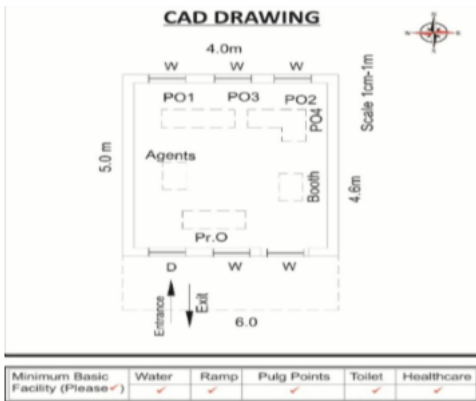 CAD DRAWING
4.0m
W W W
PO1 PO3 PO2
PO4
Scale 1cm-1m
5.0 m
Agents
Booth
4.6m
Pr.O
D W W
Entrance
Exit
6.0
Minimum Basic Facility (Please✓) Water Ramp Pulg Points Toilet Healthcare
✓ ✓ ✓ ✓ ✓